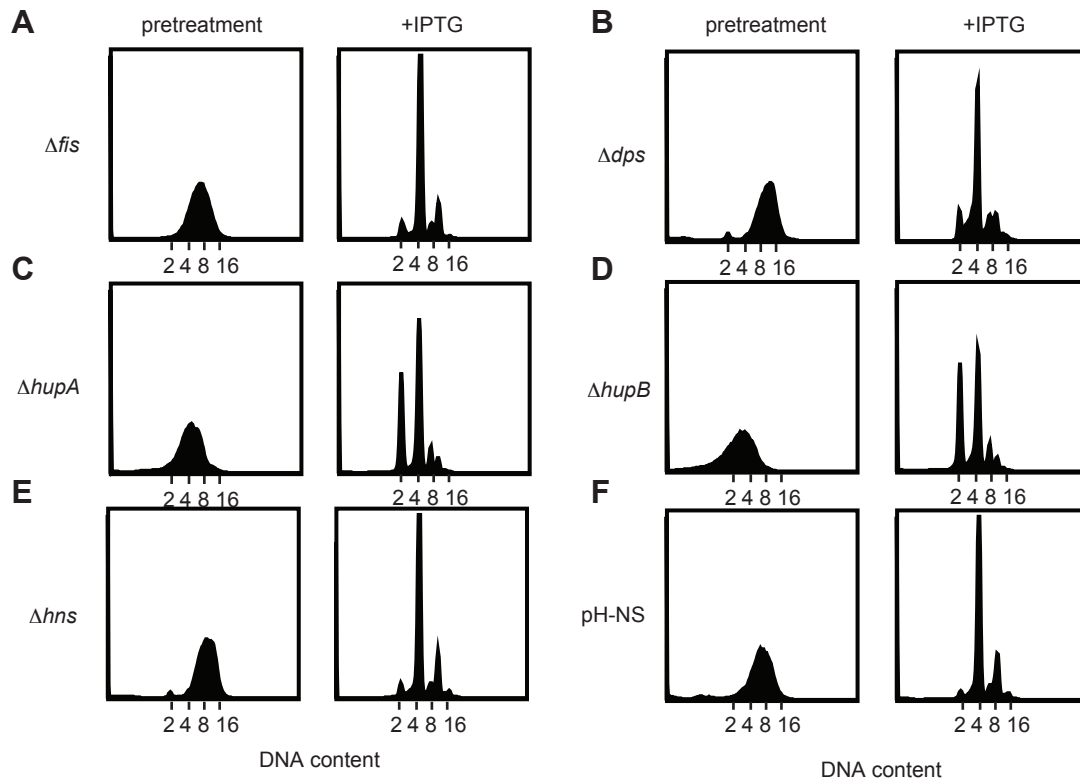 A pretreatment +IPTG
Δfis
2 4 8 16 2 4 8 16
B pretreatment +IPTG
Δdps
2 4 8 16 2 4 8 16
C
ΔhupA
2 4 8 16 2 4 8 16
D
ΔhupB
2 4 8 16 2 4 8 16
E
Δhns
2 4 8 16 2 4 8 16
DNA content
F
pH-NS
2 4 8 16 2 4 8 16
DNA content